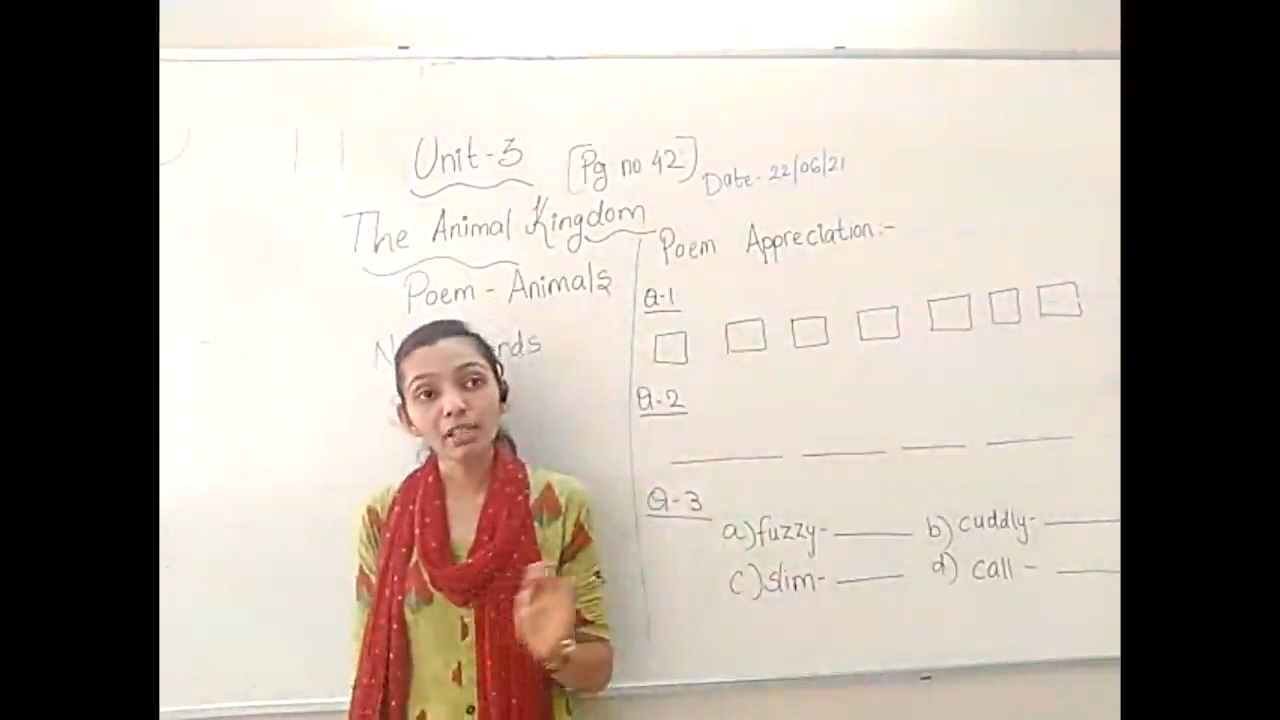 Unit-3 [Pg no 42] Date- 22/06/21
The Animal Kingdom
Poem - Animals
Poem Appreciation:-
Q-1
Q-2
Q-3
a) fuzzy- b) cuddly-
c) slim- d) call -